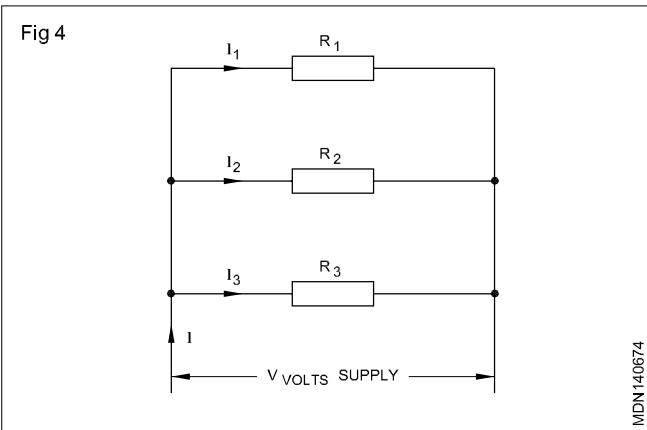 Fig 4
I1
R1
I2
R2
I3
R3
I
V VOLTS SUPPLY
MDN140674